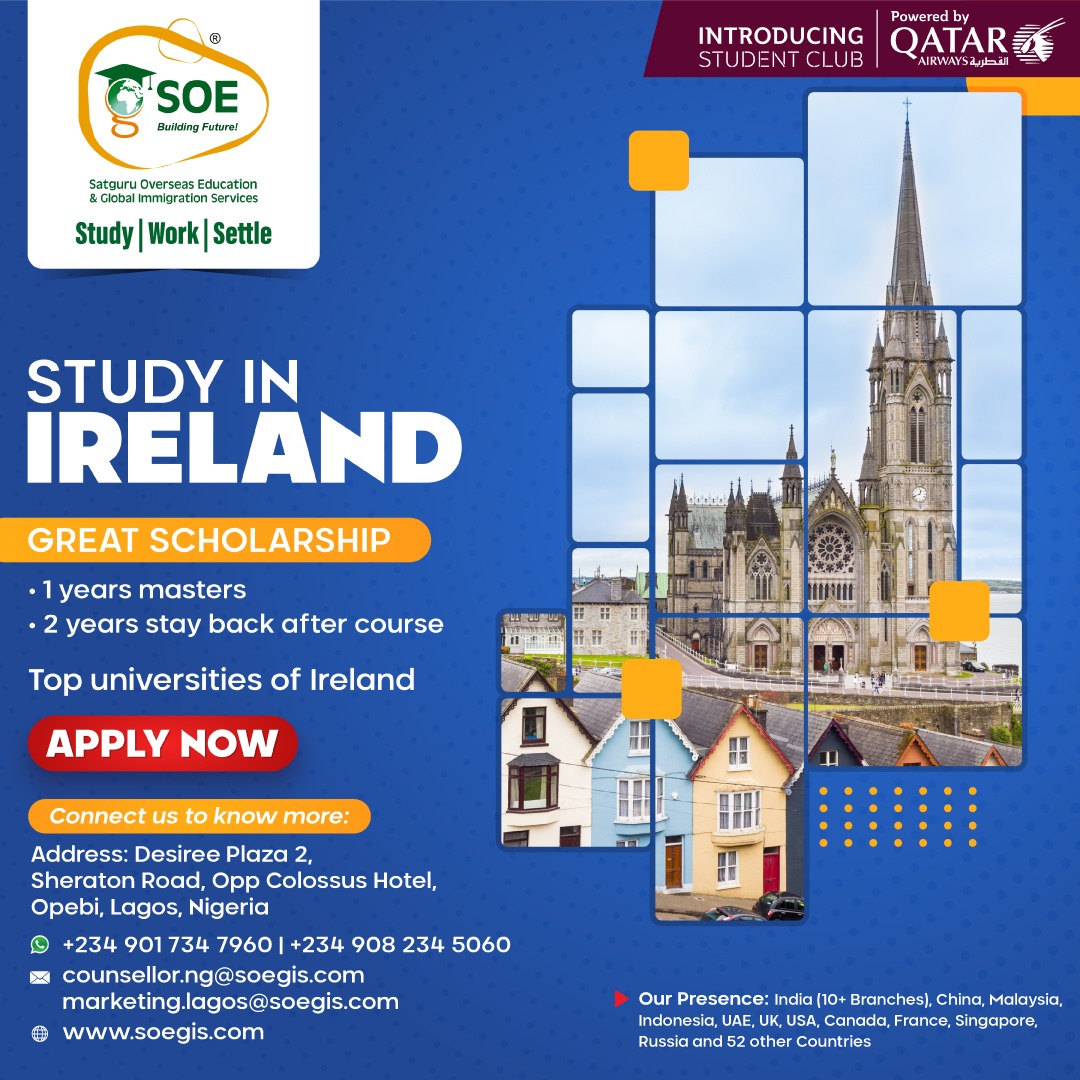 ®
SOE
Building Future!
Satguru Overseas Education
& Global Immigration Services
Study | Work | Settle
INTRODUCING
STUDENT CLUB
Powered by
QATAR
AIRWAYS القطرية
STUDY IN
IRELAND
GREAT SCHOLARSHIP
• 1 years masters
• 2 years stay back after course
Top universities of Ireland
APPLY NOW
Connect us to know more:
Address: Desiree Plaza 2,
Sheraton Road, Opp Colossus Hotel,
Opebi, Lagos, Nigeria
+234 901 734 7960 | +234 908 234 5060
counsellor.ng@soegis.com
marketing.lagos@soegis.com
www.soegis.com
Our Presence: India (10+ Branches), China, Malaysia,
Indonesia, UAE, UK, USA, Canada, France, Singapore,
Russia and 52 other Countries